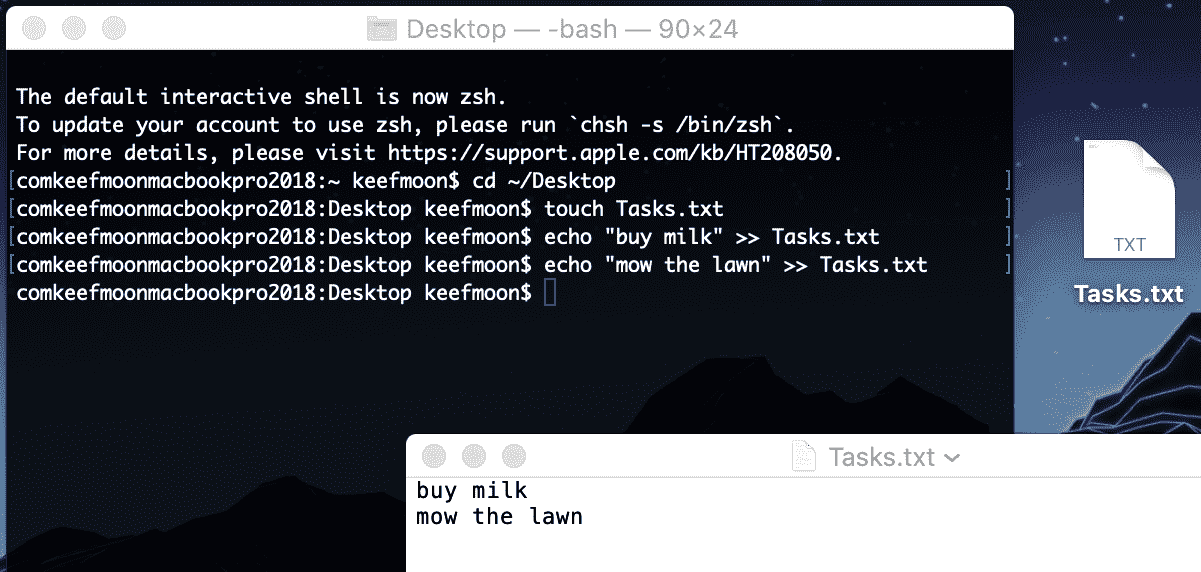 Desktop — -bash — 90×24
The default interactive shell is now zsh.
To update your account to use zsh, please run `chsh -s /bin/zsh`.
For more details, please visit https://support.apple.com/kb/HT208050.
[comkeefmoonmacbookpro2018:~ keefmoon$ cd ~/Desktop ]
[comkeefmoonmacbookpro2018:Desktop keefmoon$ touch Tasks.txt ]
[comkeefmoonmacbookpro2018:Desktop keefmoon$ echo "buy milk" >> Tasks.txt ]
[comkeefmoonmacbookpro2018:Desktop keefmoon$ echo "mow the lawn" >> Tasks.txt ]
comkeefmoonmacbookpro2018:Desktop keefmoon$
TXT
Tasks.txt
Tasks.txt
buy milk
mow the lawn